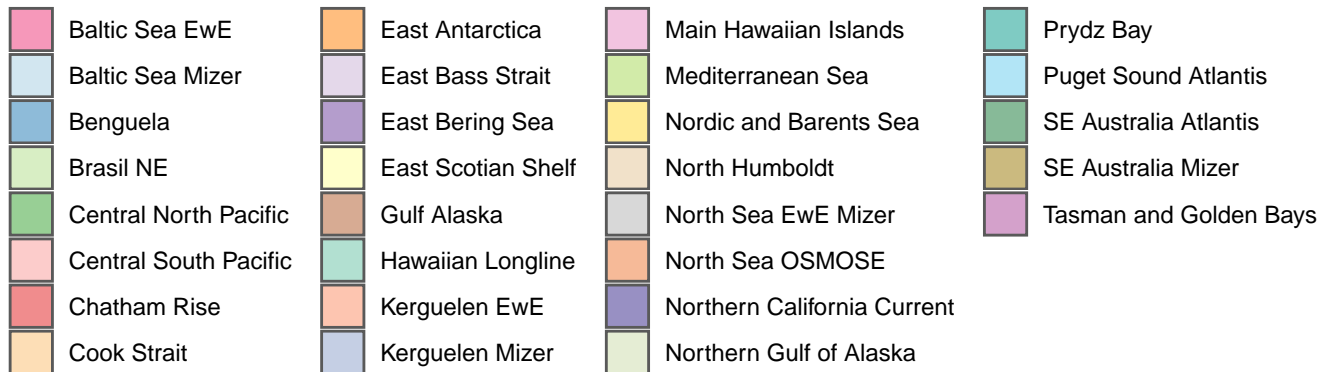 Baltic Sea EwE
Baltic Sea Mizer
Benguela
Brasil NE
Central North Pacific
Central South Pacific
Chatham Rise
Cook Strait
East Antarctica
East Bass Strait
East Bering Sea
East Scotian Shelf
Gulf Alaska
Hawaiian Longline
Kerguelen EwE
Kerguelen Mizer
Main Hawaiian Islands
Mediterranean Sea
Nordic and Barents Sea
North Humboldt
North Sea EwE Mizer
North Sea OSMOSE
Northern California Current
Northern Gulf of Alaska
Prydz Bay
Puget Sound Atlantis
SE Australia Atlantis
SE Australia Mizer
Tasman and Golden Bays